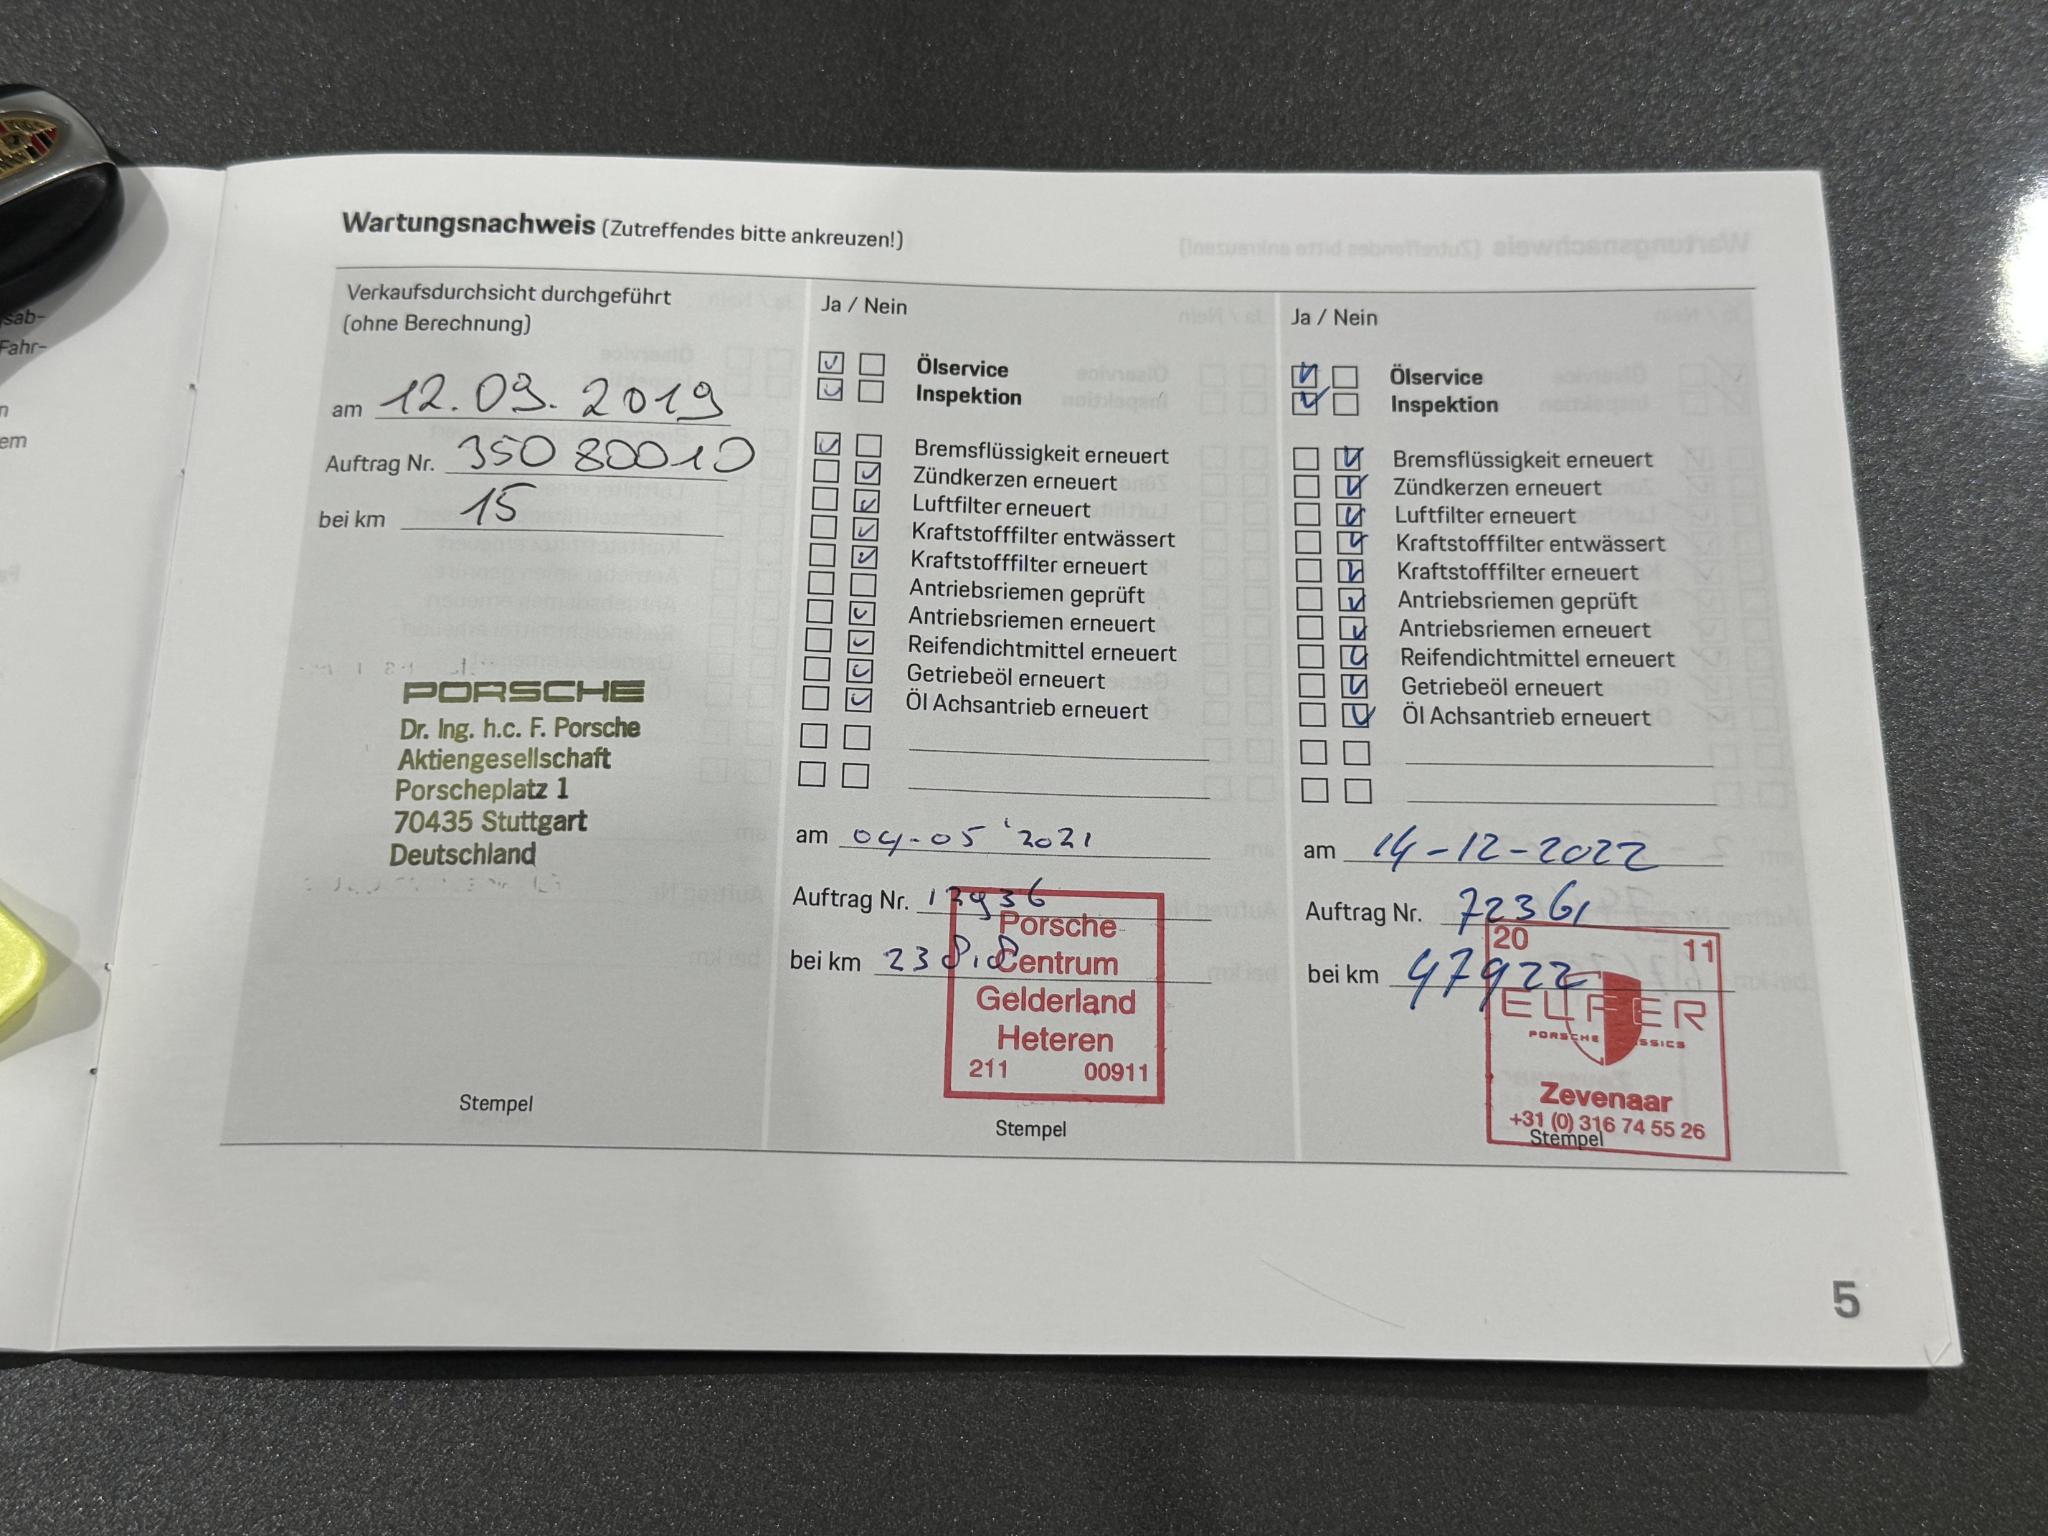 sab-
Fahr-
n
em
Wartungsnachweis (Zutreffendes bitte ankreuzen!)
Verkaufsdurchsicht durchgeführt
(ohne Berechnung)
am 12.09.2019
Auftrag Nr. 35080010
bei km 15
PORSCHE
Dr. Ing. h.c. F. Porsche
Aktiengesellschaft
Porscheplatz 1
70435 Stuttgart
Deutschland
Stempel
Ja / Nein
Ölservice
Inspektion
Bremsflüssigkeit erneuert
Zündkerzen erneuert
Luftfilter erneuert
Kraftstofffilter entwässert
Kraftstofffilter erneuert
Antriebsriemen geprüft
Antriebsriemen erneuert
Reifendichtmittel erneuert
Getriebeöl erneuert
Öl Achsantrieb erneuert
am 04-05 '2021
Auftrag Nr. 13936
bei km
Porsche
Centrum
Gelderland
Heteren
211 00911
Stempel
Ja / Nein
Ölservice
Inspektion
Bremsflüssigkeit erneuert
Zündkerzen erneuert
Luftfilter erneuert
Kraftstofffilter entwässert
Kraftstofffilter erneuert
Antriebsriemen geprüft
Antriebsriemen erneuert
Reifendichtmittel erneuert
Getriebeöl erneuert
Öl Achsantrieb erneuert
am 14-12-2022
Auftrag Nr. 72361
bei km 47922
20 11
ELFER
Zevenaar
+31 (0) 316 74 55 26
Stempel
5